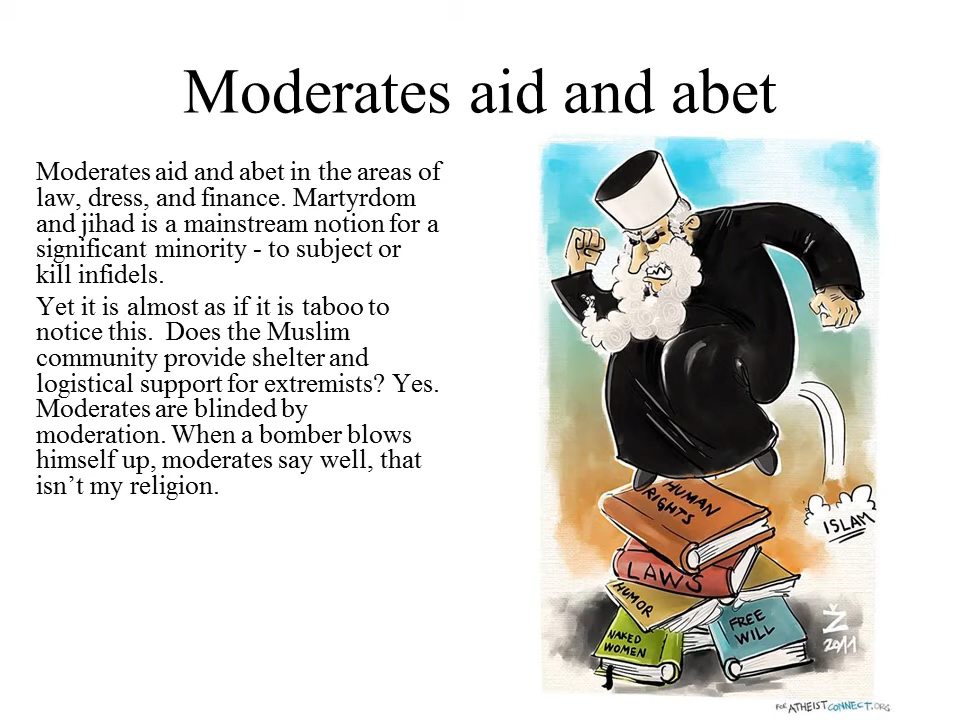 Moderates aid and abet
Moderates aid and abet in the areas of
law, dress, and finance. Martyrdom
and jihad is a mainstream notion for a
significant minority - to subject or
kill infidels.
Yet it is almost as if it is taboo to
notice this.  Does the Muslim
community provide shelter and
logistical support for extremists? Yes.
Moderates are blinded by
moderation. When a bomber blows
himself up, moderates say well, that
isn’t my religion.
HUMAN
RIGHTS
ISLAM
LAWS
HUMOR
FREE
WILL
NAKED
WOMEN
Ž
2011
FOR ATHEISTCONNECT.ORG